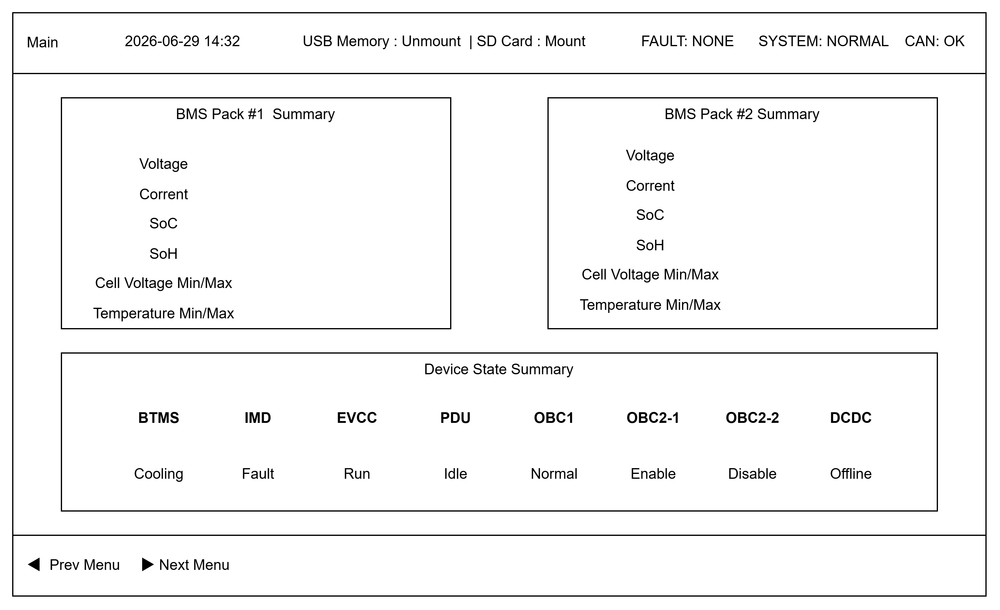 Main 2026-06-29 14:32 USB Memory : Unmount | SD Card : Mount FAULT: NONE SYSTEM: NORMAL CAN: OK
BMS Pack #1  Summary
Voltage
Corrent
SoC
SoH
Cell Voltage Min/Max
Temperature Min/Max
BMS Pack #2 Summary
Voltage
Corrent
SoC
SoH
Cell Voltage Min/Max
Temperature Min/Max
Device State Summary
BTMS IMD EVCC PDU OBC1 OBC2-1 OBC2-2 DCDC
Cooling Fault Run Idle Normal Enable Disable Offline
◀ Prev Menu ▶ Next Menu